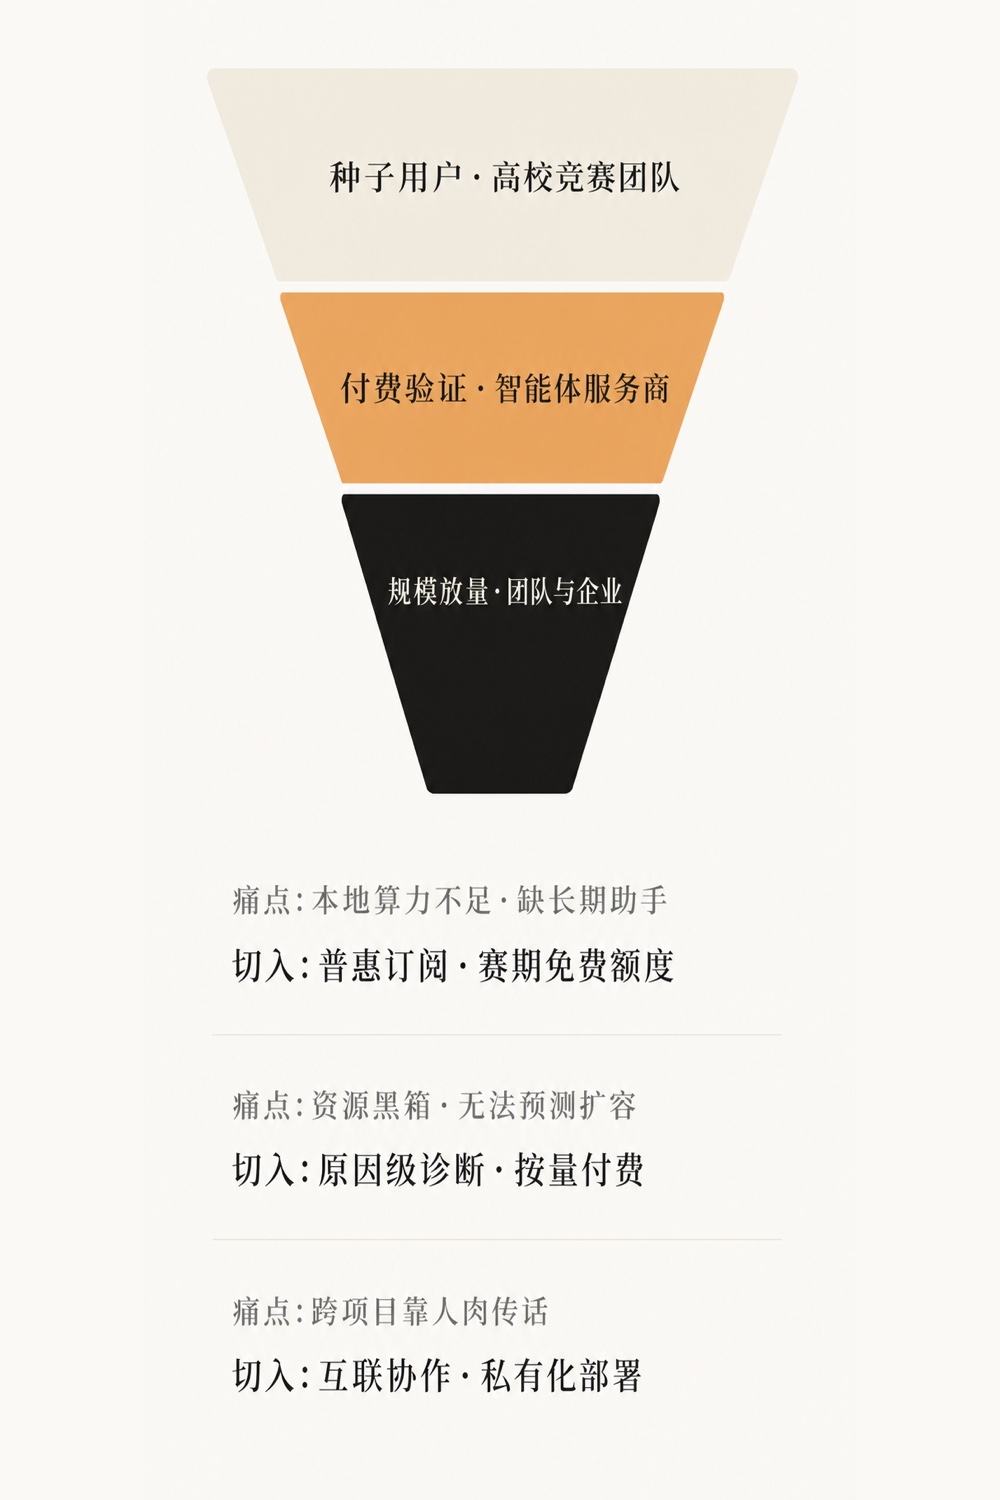 种子用户·高校竞赛团队
付费验证·智能体服务商
规模放量·团队与企业
痛点:本地算力不足·缺长期助手
切入:普惠订阅·赛期免费额度
痛点:资源黑箱·无法预测扩容
切入:原因级诊断·按量付费
痛点:跨项目靠人肉传话
切入:互联协作·私有化部署